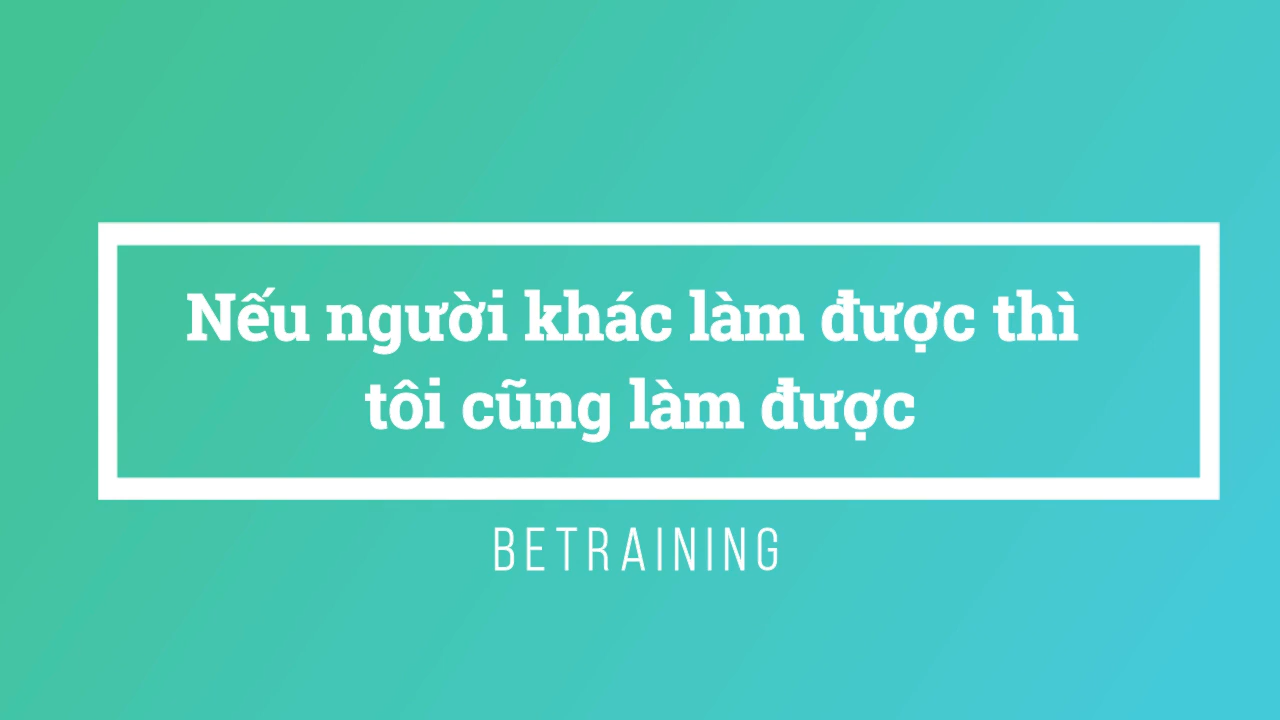 Nếu người khác làm được thì
tôi cũng làm được
BETRAINING